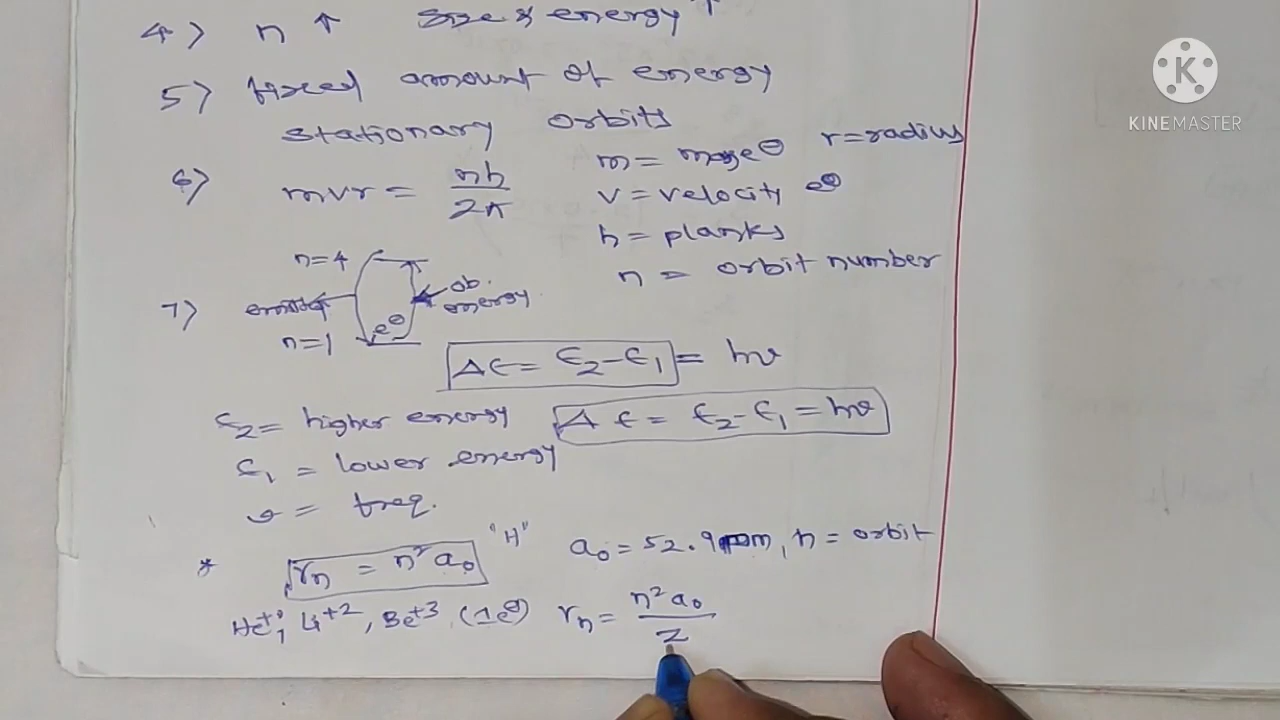 4> n ↑ size & energy ↑
5> fixed amount of energy
stationary orbits
6> mvr = nh/2π
m = mass e⊖ r = radius
v = velocity e⊖
h = planks
n = orbit number
7> n=4
ab. energy
n=1
e⊖
ΔE = E₂-E₁ = hν
E₂ = higher energy ΔE = E₂-E₁ = hν
E₁ = lower energy
ν = freq.
* rn = n²a₀ "H" a₀ = 52.9 pm, n = orbit
He⁺, Li⁺², Be⁺³ (1e⊖) rn = n²a₀/Z
K
KINEMASTER